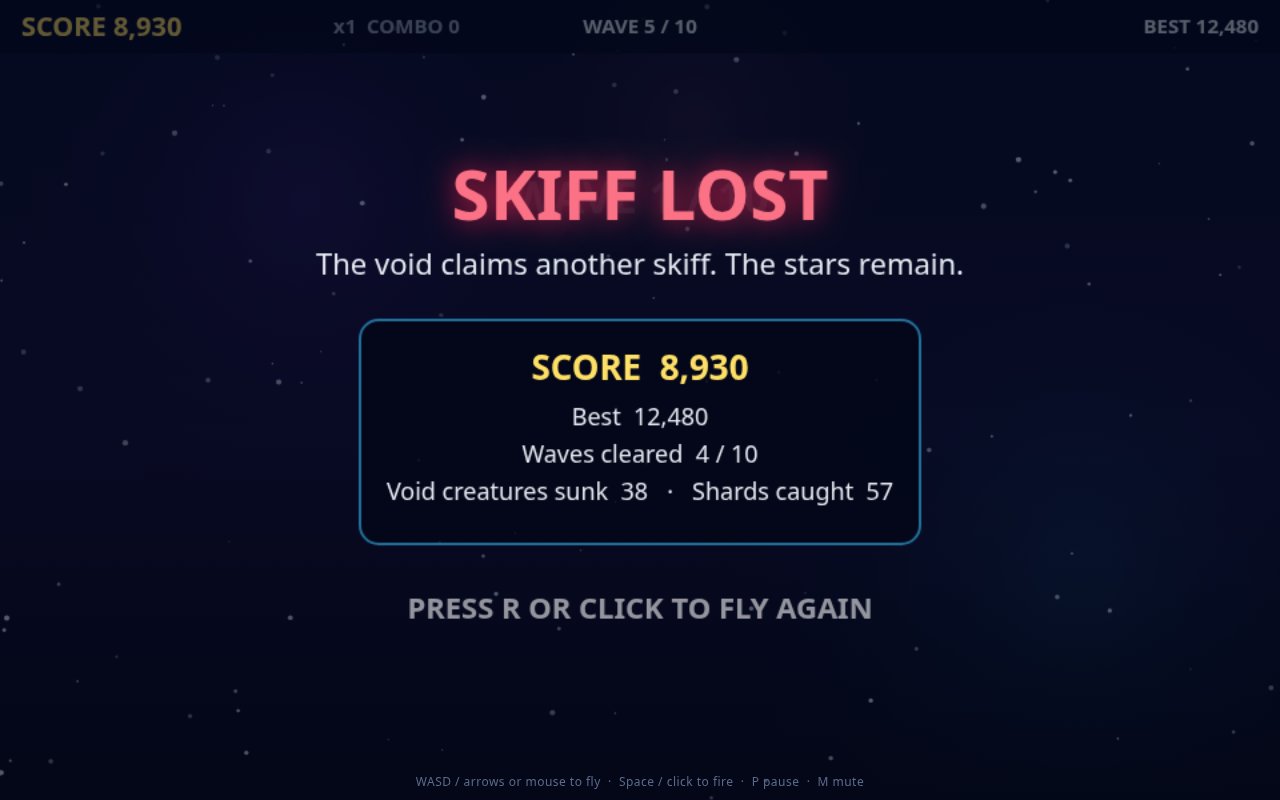 SCORE 8,930 x1 COMBO 0 WAVE 5 / 10 BEST 12,480
SKIFF LOST
The void claims another skiff. The stars remain.
SCORE 8,930
Best 12,480
Waves cleared 4 / 10
Void creatures sunk 38 · Shards caught 57
PRESS R OR CLICK TO FLY AGAIN
WASD / arrows or mouse to fly · Space / click to fire · P pause · M mute